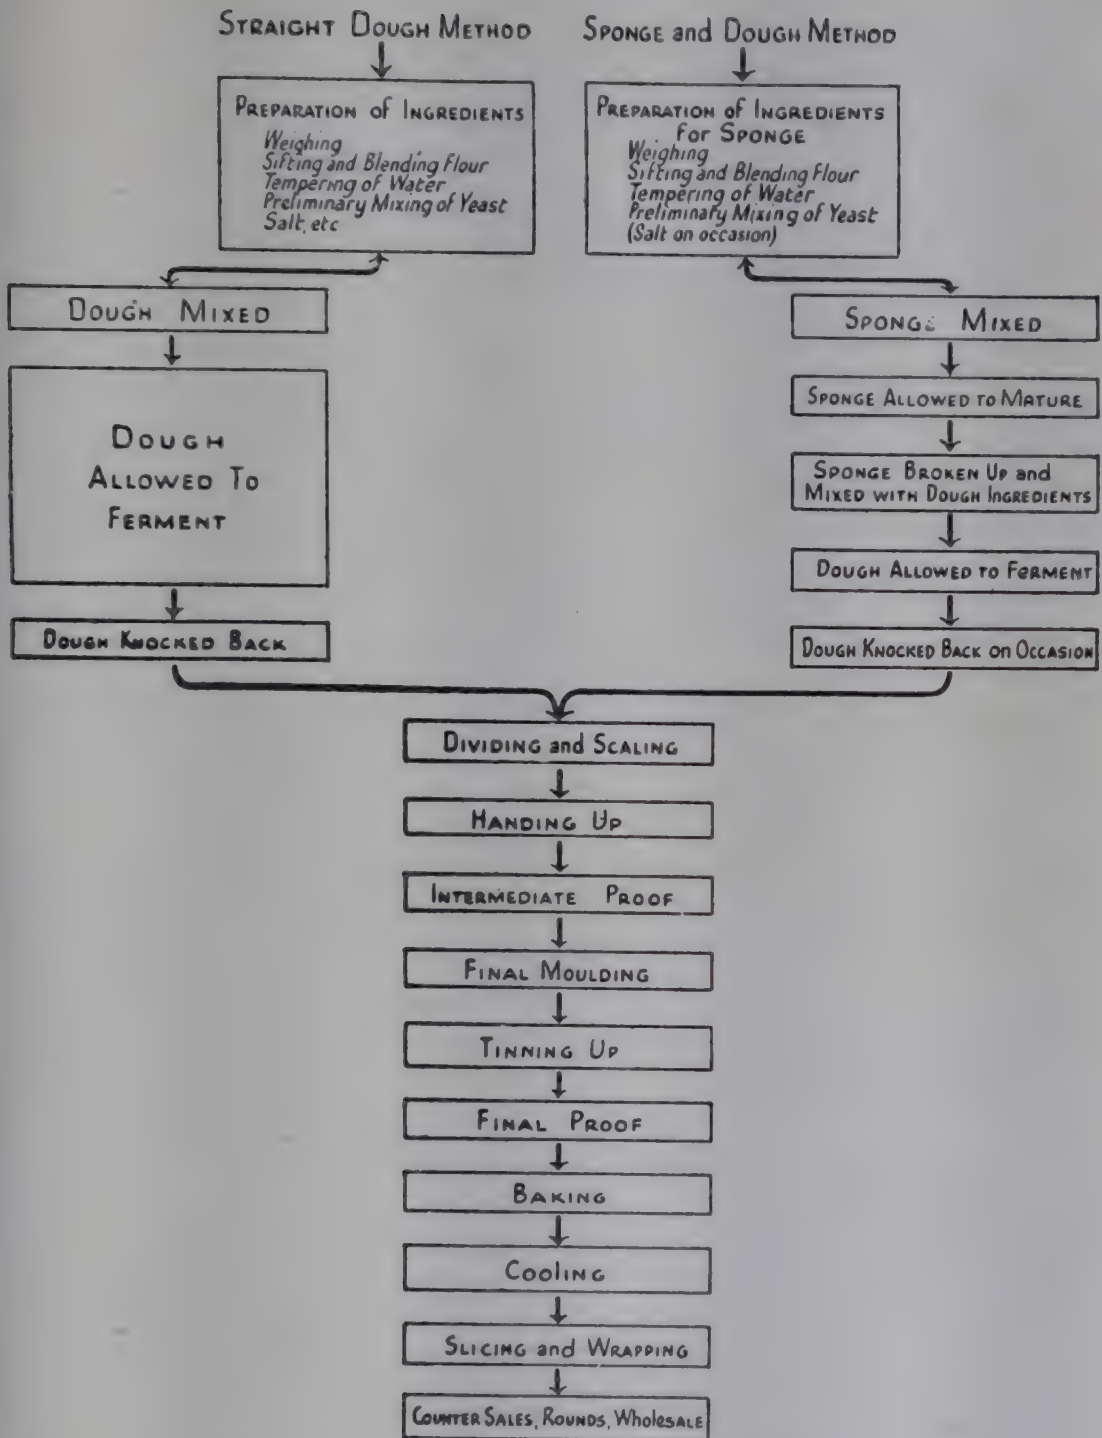 STRAIGHT DOUGH METHOD
PREPARATION of INGREDIENTS
Weighing
Sifting and Blending Flour
Tempering of Water
Preliminary Mixing of Yeast
Salt, etc
DOUGH MIXED
DOUGH
ALLOWED TO
FERMENT
DOUGH KNOCKED BACK
SPONGE and DOUGH METHOD
PREPARATION of INGREDIENTS
for SPONGE
Weighing
Sifting and Blending Flour
Tempering of Water
Preliminary Mixing of Yeast
(Salt on occasion)
SPONGE MIXED
SPONGE ALLOWED TO MATURE
SPONGE BROKEN UP and
MIXED WITH DOUGH INGREDIENTS
DOUGH ALLOWED TO FERMENT
DOUGH KNOCKED BACK on OCCASION
DIVIDING and SCALING
HANDING UP
INTERMEDIATE PROOF
FINAL MOULDING
TINNING UP
FINAL PROOF
BAKING
COOLING
SLICING and WRAPPING
COUNTER SALES, ROUNDS, WHOLESALE